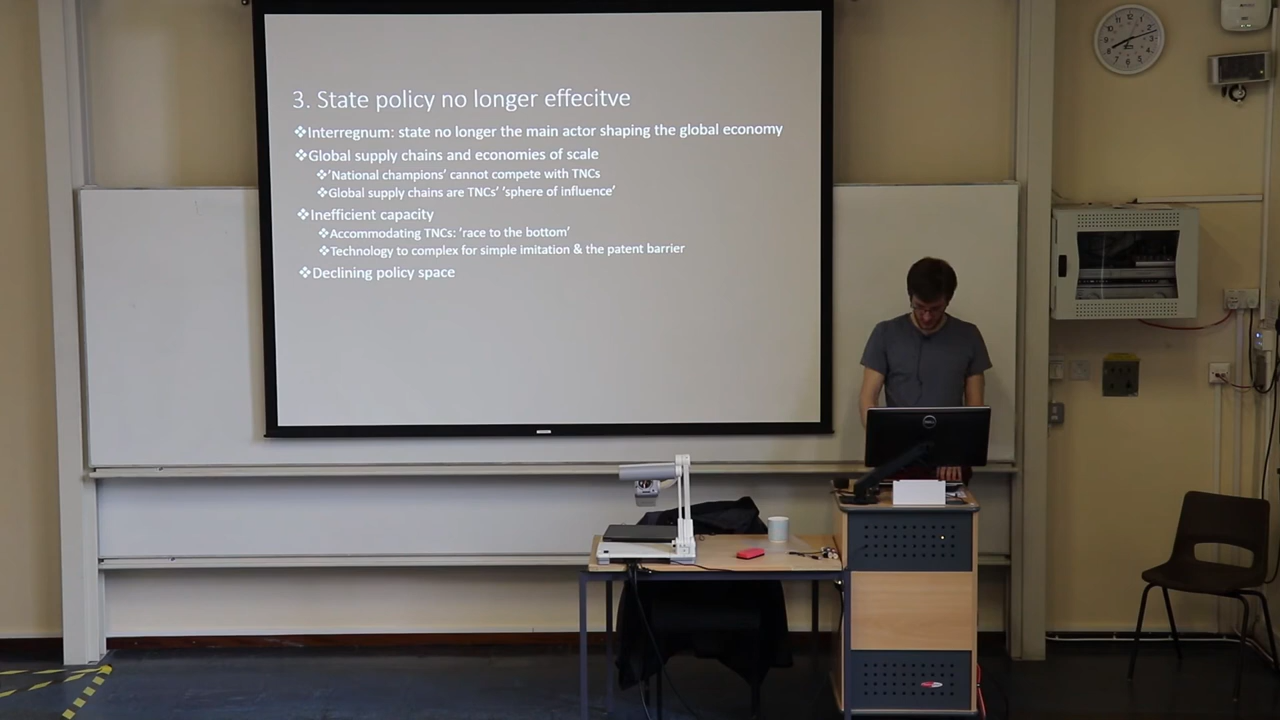 3. State policy no longer effecitve
❖Interregnum: state no longer the main actor shaping the global economy
❖Global supply chains and economies of scale
❖'National champions' cannot compete with TNCs
❖Global supply chains are TNCs' 'sphere of influence'
❖Inefficient capacity
❖Accommodating TNCs: 'race to the bottom'
❖Technology to complex for simple imitation & the patent barrier
❖Declining policy space
DELL